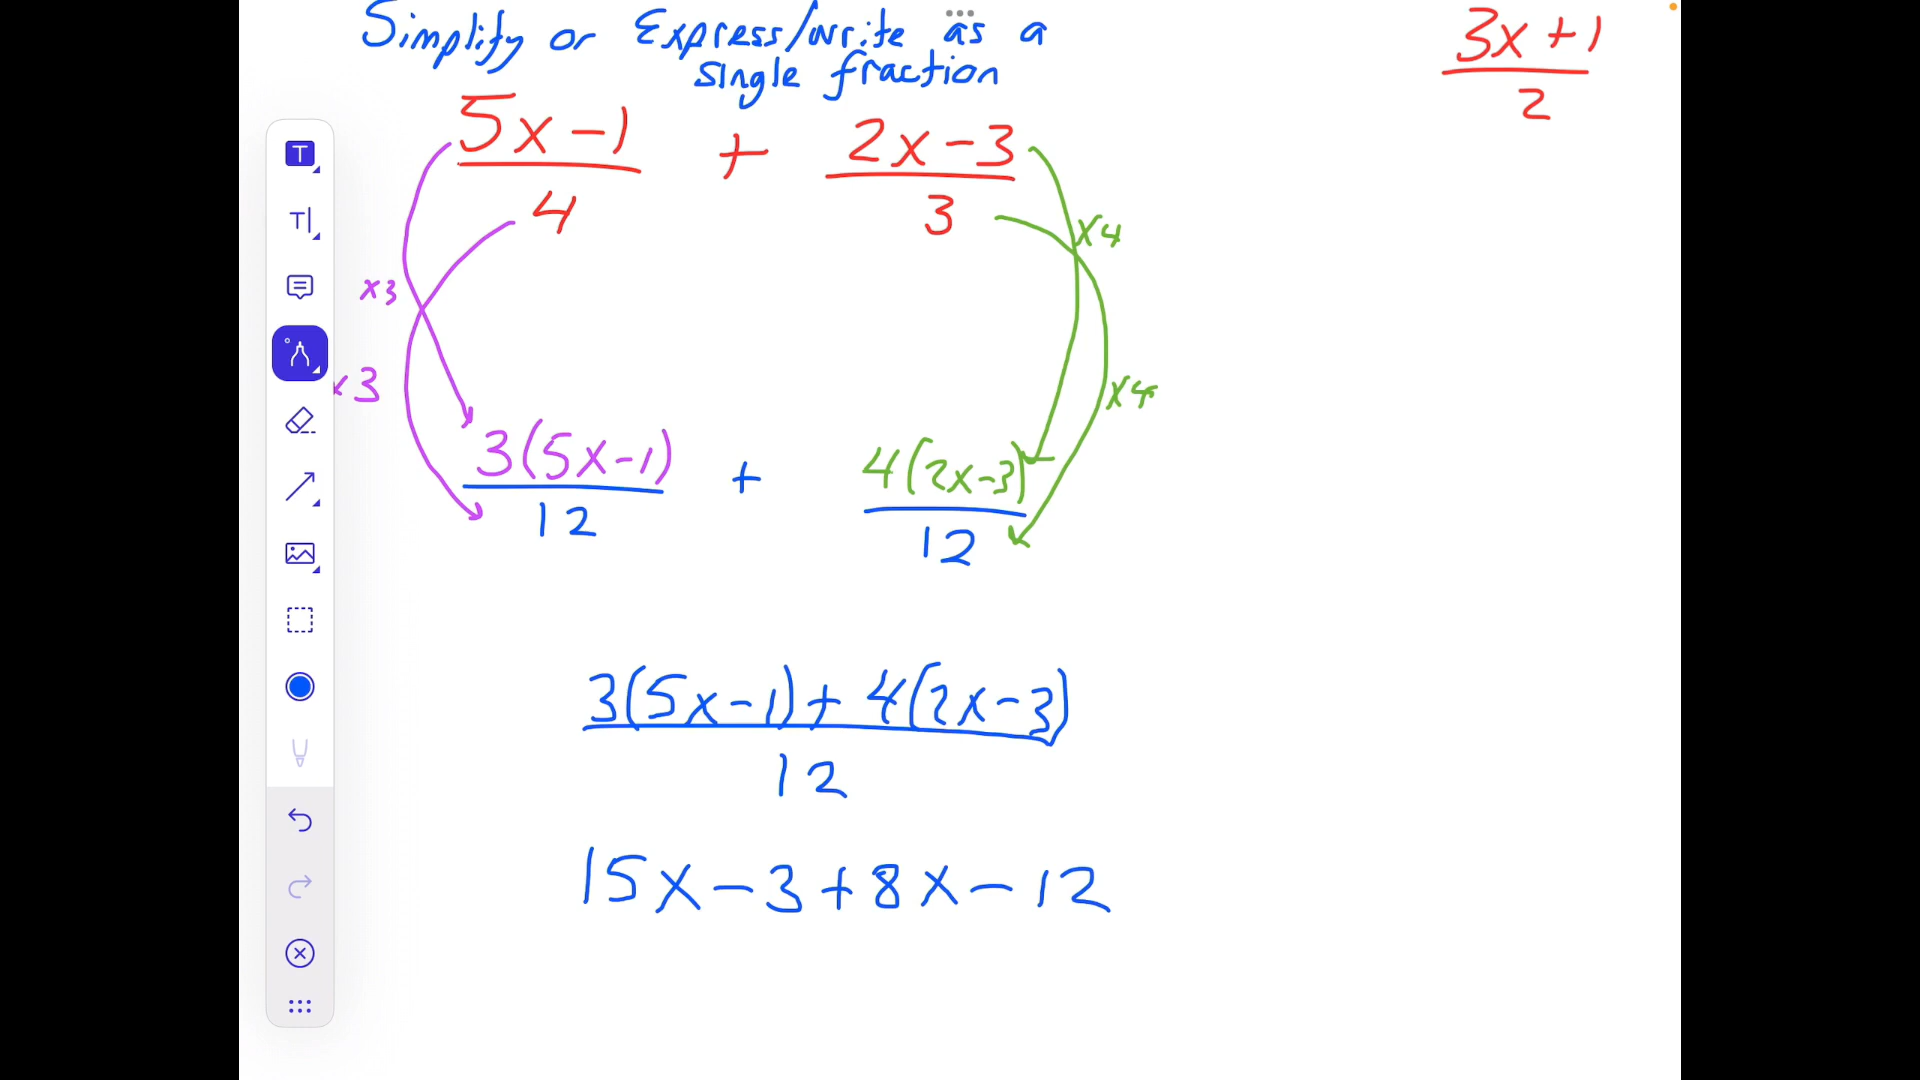 Simplify or Express/write as a
single fraction
3x+1
2
5x-1 + 2x-3
4 3
x4
x3
x3
x4
3(5x-1) + 4(2x-3)
12 12
3(5x-1)+4(2x-3)
12
15x-3+8x-12
T
T|